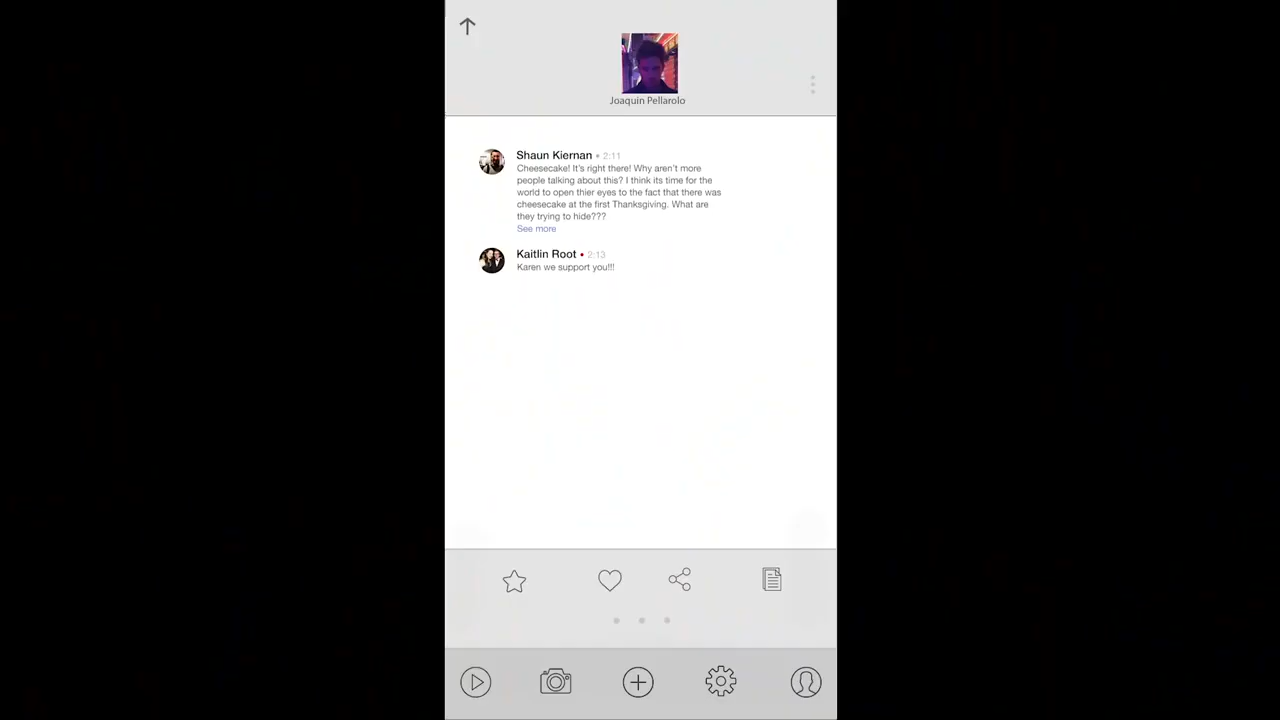 Joaquin Pellarolo
Shaun Kiernan • 2:11
Cheesecake! It's right there! Why aren't more
people talking about this? I think its time for the
world to open thier eyes to the fact that there was
cheesecake at the first Thanksgiving. What are
they trying to hide???
See more
Kaitlin Root • 2:13
Karen we support you!!!